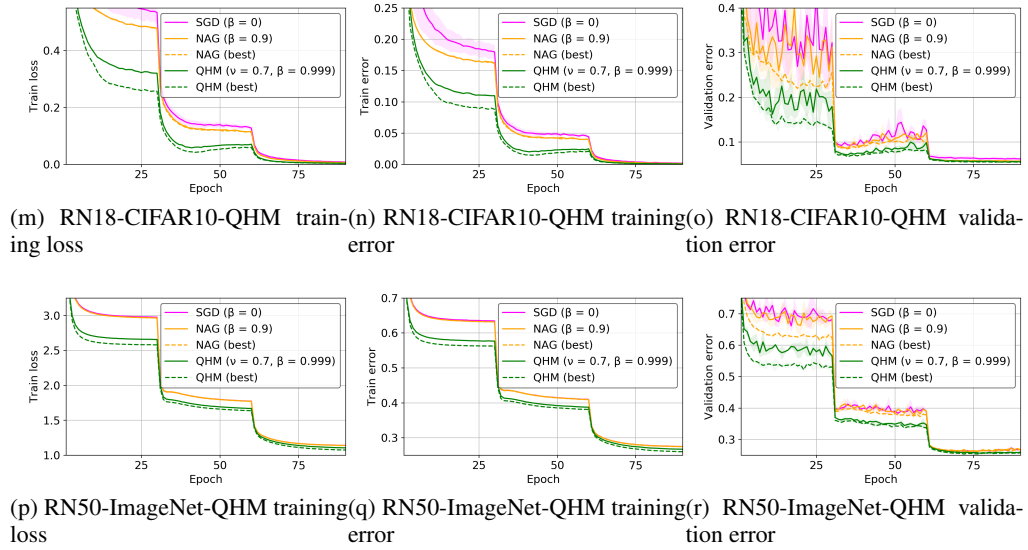 SGD (β = 0)
NAG (β = 0.9)
NAG (best)
QHM (ν = 0.7, β = 0.999)
QHM (best)
Train loss
0.4
0.2
0.0
25 50 75
Epoch
SGD (β = 0)
NAG (β = 0.9)
NAG (best)
QHM (ν = 0.7, β = 0.999)
QHM (best)
Train error
0.25
0.20
0.15
0.10
0.05
0.00
25 50 75
Epoch
SGD (β = 0)
NAG (β = 0.9)
NAG (best)
QHM (ν = 0.7, β = 0.999)
QHM (best)
Validation error
0.4
0.3
0.2
0.1
25 50 75
Epoch
(m) RN18-CIFAR10-QHM train-
ing loss
(n) RN18-CIFAR10-QHM training
error
(o) RN18-CIFAR10-QHM valida-
tion error
SGD (β = 0)
NAG (β = 0.9)
NAG (best)
QHM (ν = 0.7, β = 0.999)
QHM (best)
Train loss
3.0
2.5
2.0
1.5
1.0
25 50 75
Epoch
SGD (β = 0)
NAG (β = 0.9)
NAG (best)
QHM (ν = 0.7, β = 0.999)
QHM (best)
Train error
0.7
0.6
0.5
0.4
0.3
25 50 75
Epoch
SGD (β = 0)
NAG (β = 0.9)
NAG (best)
QHM (ν = 0.7, β = 0.999)
QHM (best)
Validation error
0.7
0.6
0.5
0.4
0.3
25 50 75
Epoch
(p) RN50-ImageNet-QHM training
loss
(q) RN50-ImageNet-QHM training
error
(r) RN50-ImageNet-QHM valida-
tion error